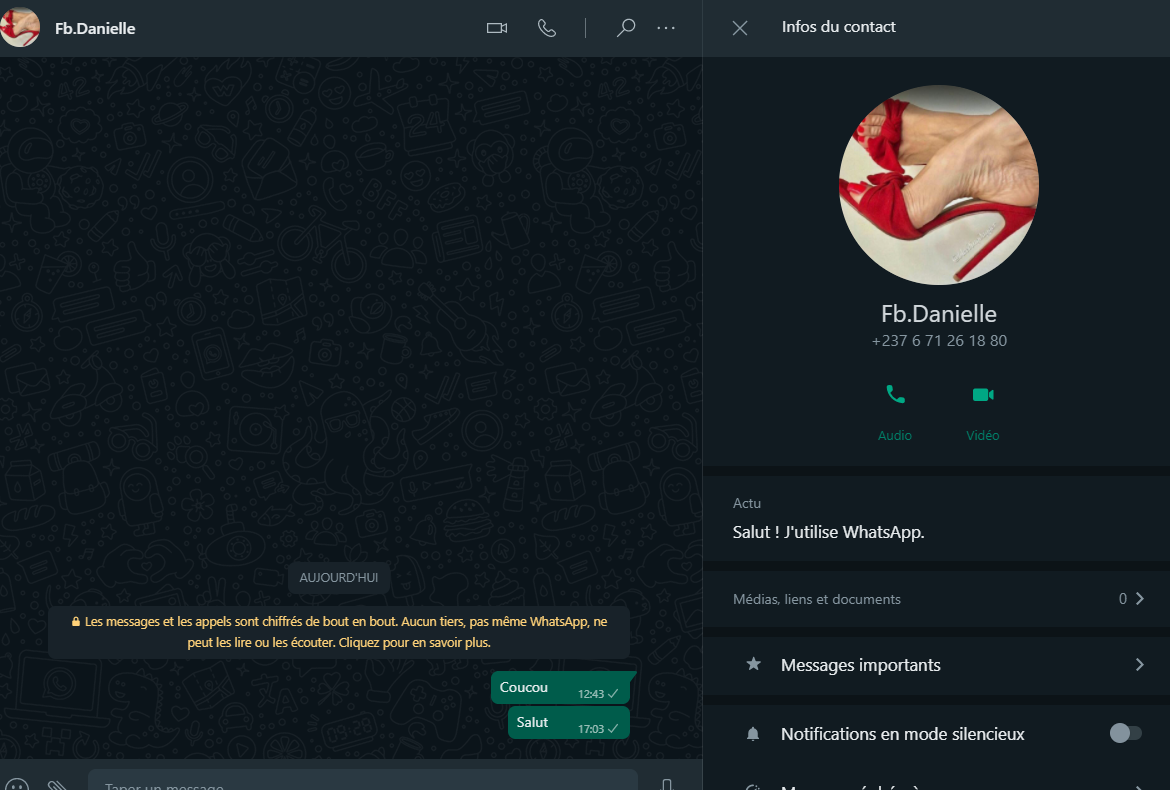 Fb.Danielle
AUJOURD'HUI
Les messages et les appels sont chiffrés de bout en bout. Aucun tiers, pas même WhatsApp, ne
peut les lire ou les écouter. Cliquez pour en savoir plus.
Coucou 12:43
Salut 17:03
Taper un message
Infos du contact
Fb.Danielle
+237 6 71 26 18 80
Audio Vidéo
Actu
Salut ! J'utilise WhatsApp.
Médias, liens et documents 0
Messages importants
Notifications en mode silencieux